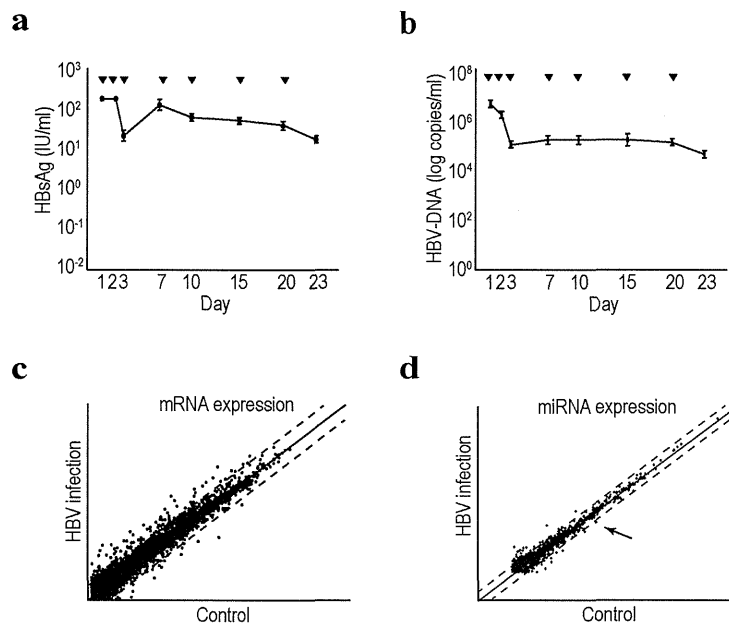 a
HBsAg (IU/ml)
10³
10²
10¹
10⁰
10⁻¹
10⁻²
1 2 3 7 10 15 20 23
Day
b
HBV-DNA (log copies/ml)
10⁸
10⁶
10⁴
10²
10⁰
1 2 3 7 10 15 20 23
Day
c
mRNA expression
HBV infection
Control
d
miRNA expression
HBV infection
Control